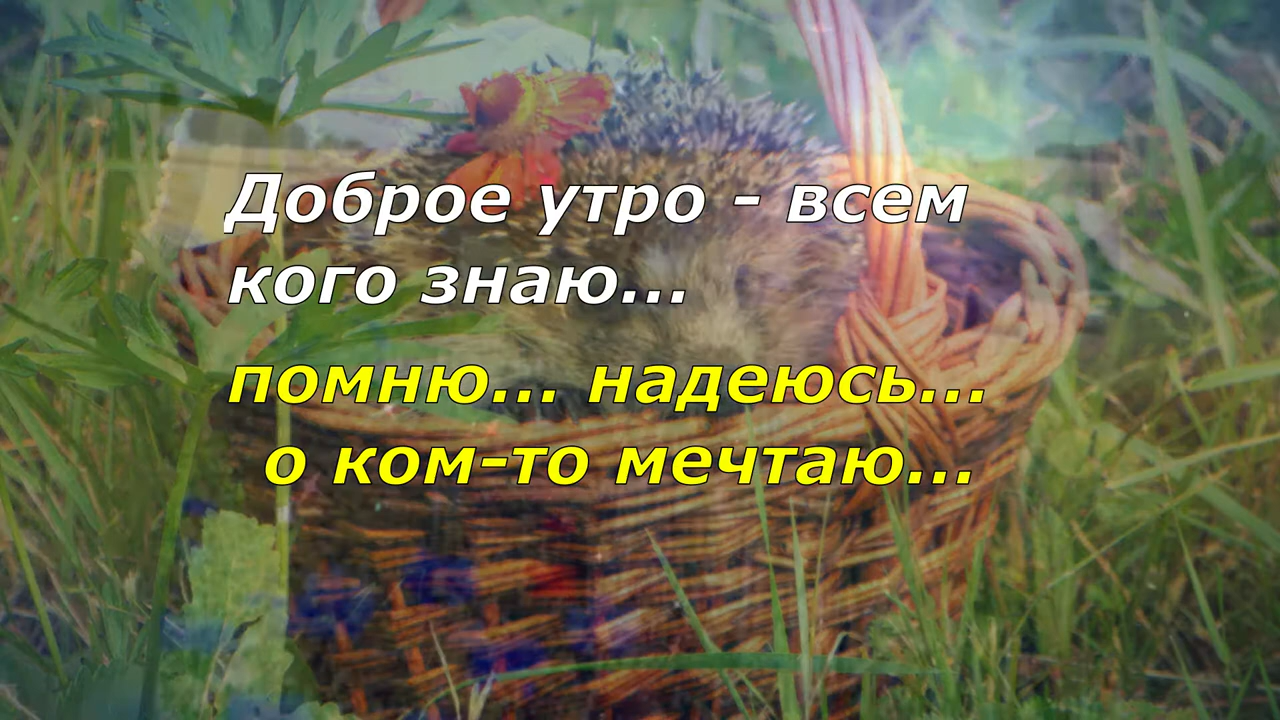 Доброе утро - всем
кого знаю...
помню... надеюсь...
о ком-то мечтаю...